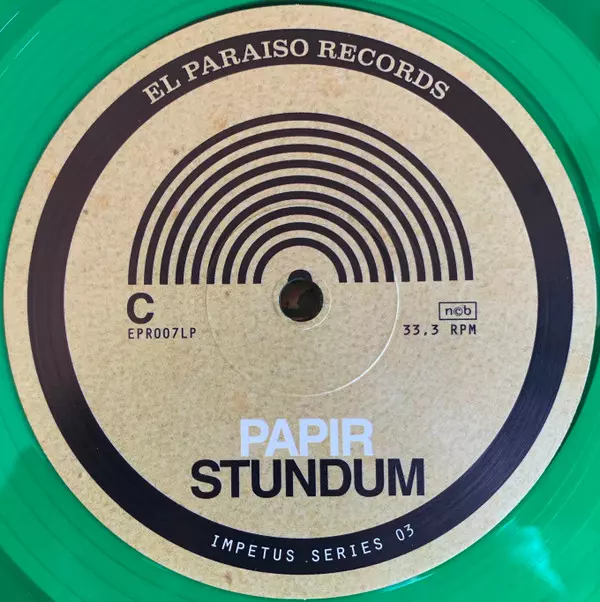 EL PARAISO RECORDS
C
EPR007LP
n©b
33,3 RPM
PAPIR
STUNDUM
IMPETUS SERIES 03